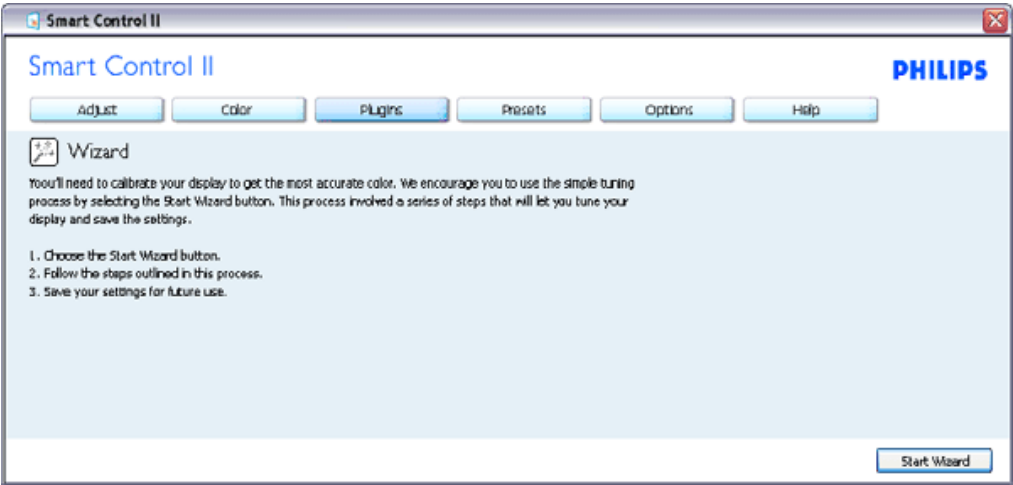 Smart Control II
Smart Control II
PHILIPS
Adjust Color Plugins Presets Options Help
Wizard
Yoou'll need to calibrate your display to get the most accurate color. We encourage you to use the simple tuning
process by selecting the Start Wizard button. This process involved a series of steps that will let you tune your
display and save the settings.
1. Choose the Start Wizard button.
2. Follow the steps outlined in this process.
3. Save your settings for future use.
Start Wizard